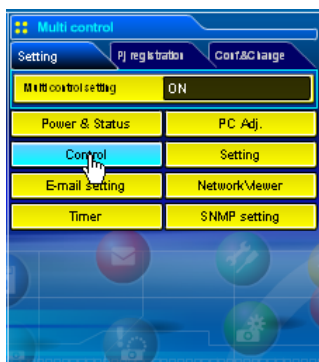 Multi control
Setting PJ registration Conf.&Change
Multi control setting ON
Power & Status PC Adj.
Control Setting
E-mail setting NetworkViewer
Timer SNMP setting